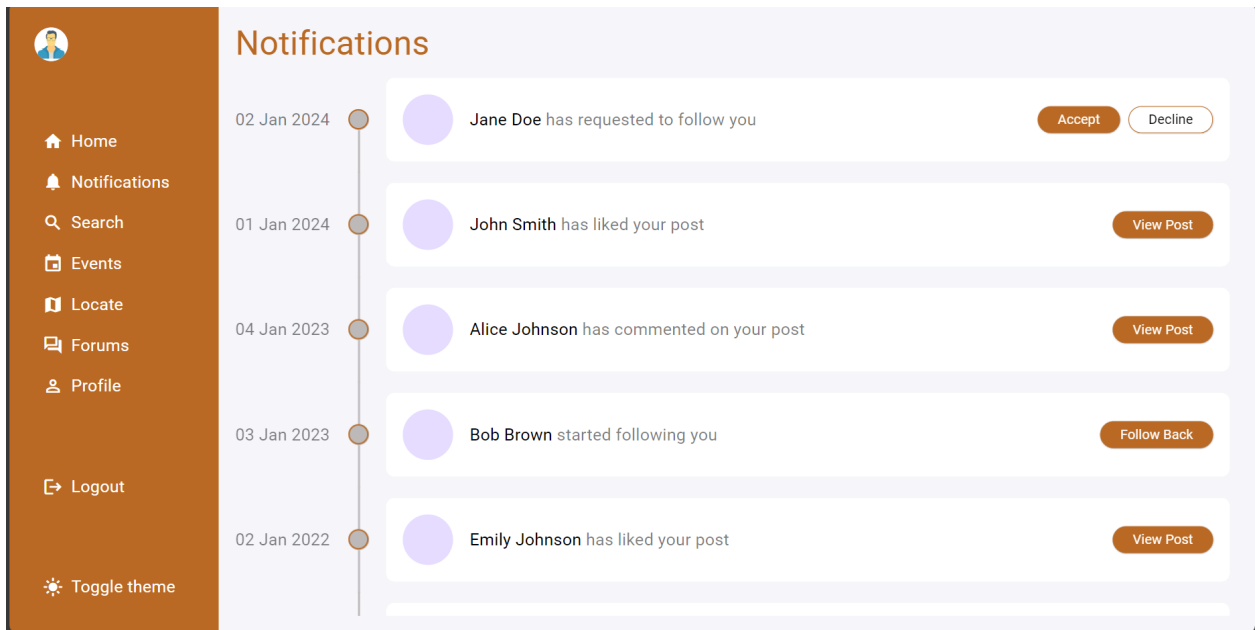 Notifications
Home
Notifications
Search
Events
Locate
Forums
Profile
Logout
Toggle theme
02 Jan 2024 Jane Doe has requested to follow you Accept Decline
01 Jan 2024 John Smith has liked your post View Post
04 Jan 2023 Alice Johnson has commented on your post View Post
03 Jan 2023 Bob Brown started following you Follow Back
02 Jan 2022 Emily Johnson has liked your post View Post